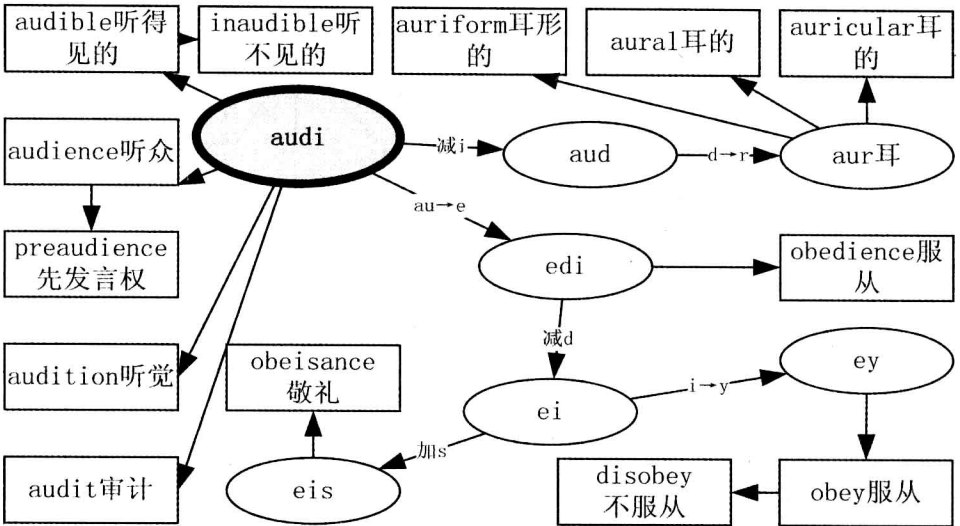 audible听得
见的
inaudible听
不见的
auriform耳形
的
aural耳的
auricular耳
的
audi
减i
aud
d→r
aur耳
audience听众
au→e
preaudience
先发言权
edi
obedience服
从
减d
audition听觉
obeisance
敬礼
ei
i→y
ey
加s
audit审计
eis
disobey
不服从
obey服从